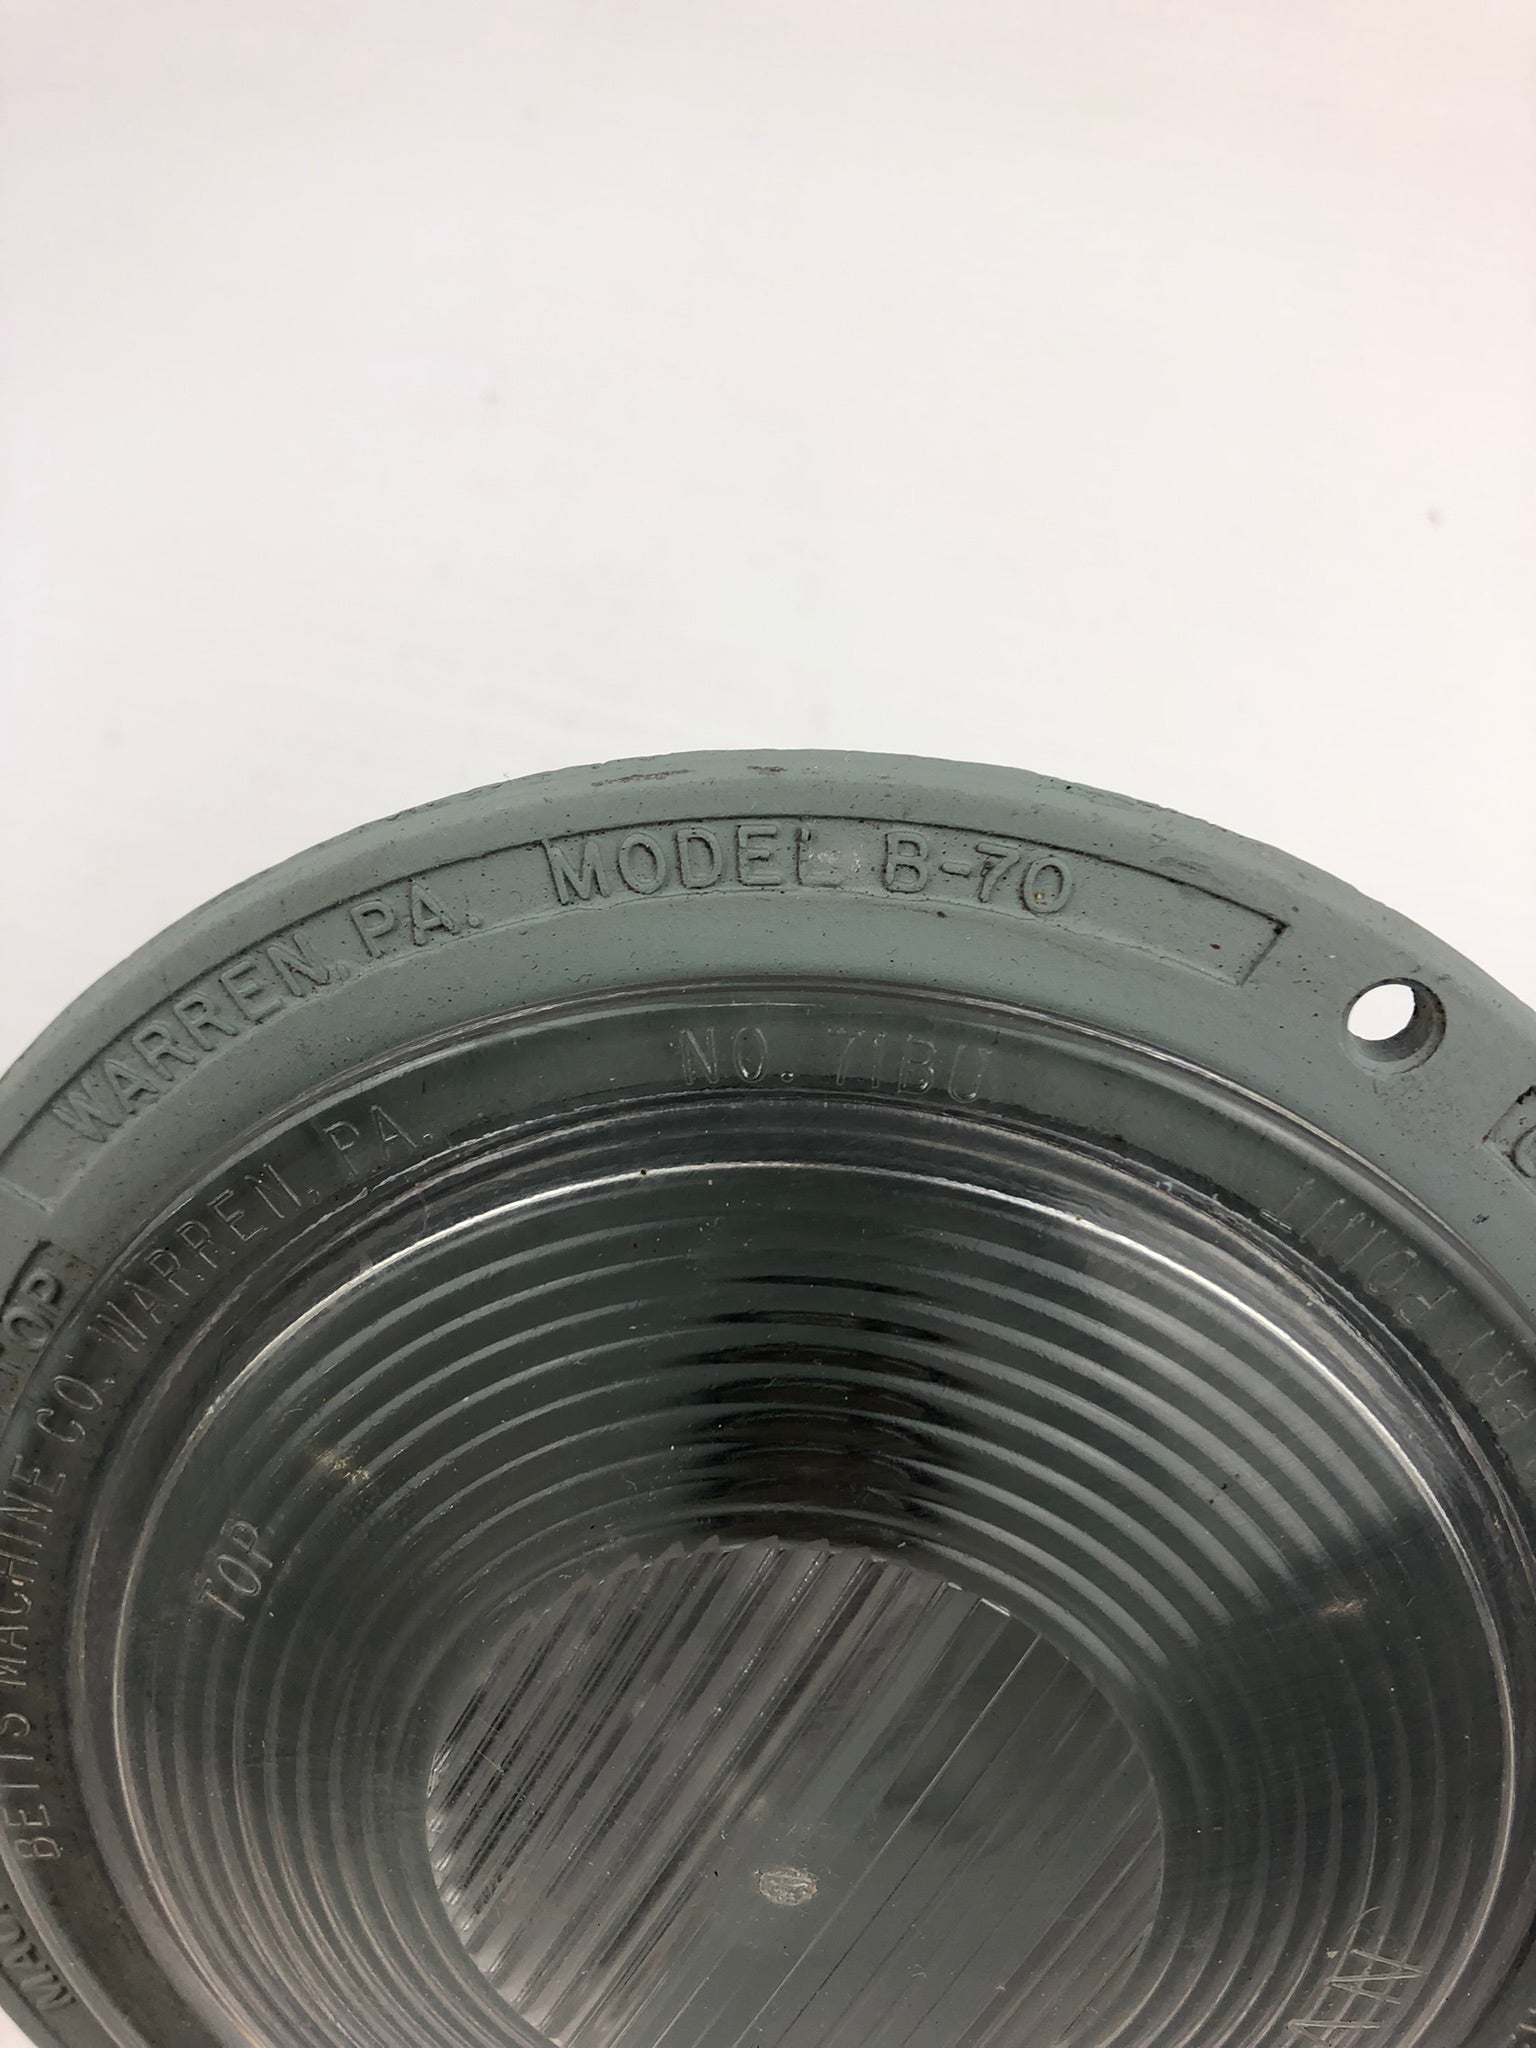 WARREN, PA. MODEL B-70
TOP
BETTS MACHINE CO. WARREN, PA.
NO. 71BU
TOP